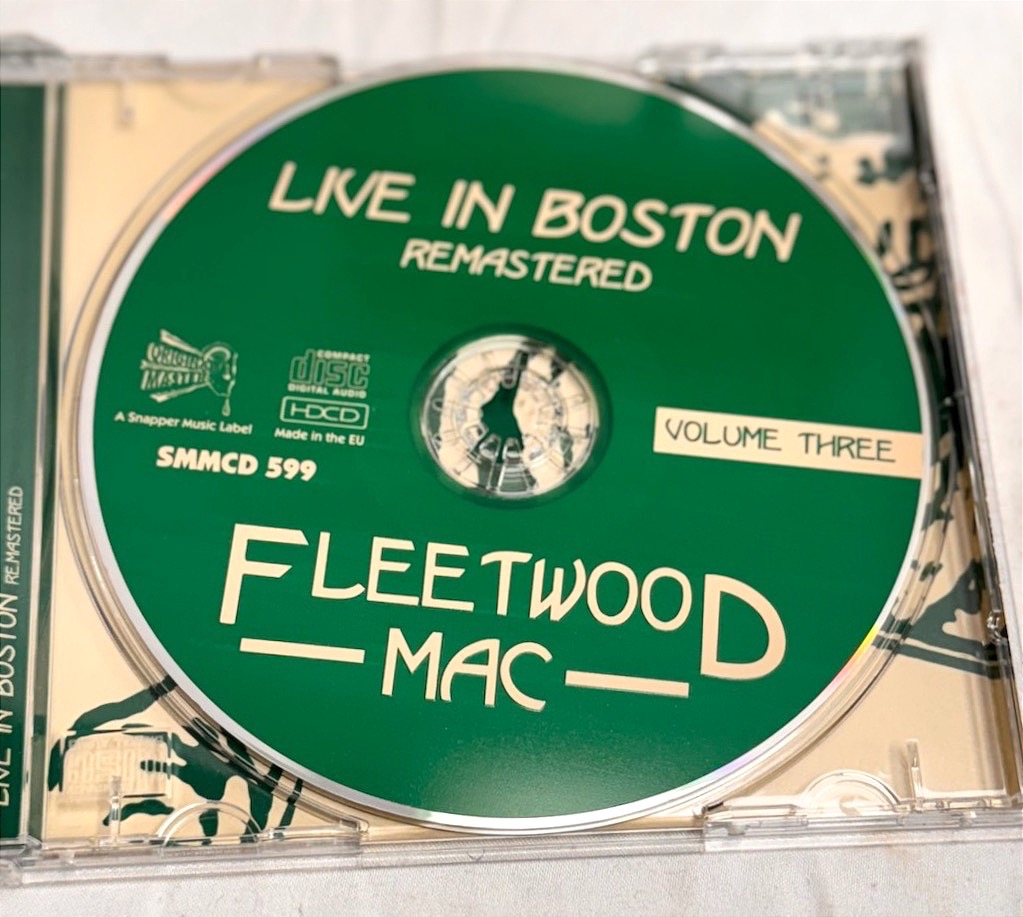 LIVE IN BOSTON
REMASTERED
ORIGINAL
MASTERS
A Snapper Music Label
SMMCD 599
COMPACT
disc
DIGITAL AUDIO
HDCD
Made in the EU
VOLUME THREE
FLEETWOOD
MAC
LIVE IN BOSTON REMASTERED